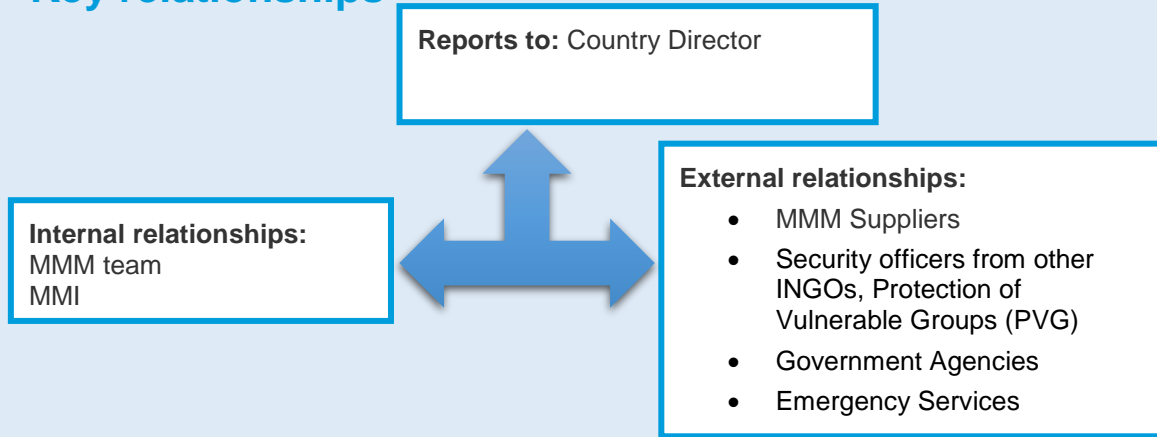 Key relationships
Reports to: Country Director
Internal relationships:
MMM team
MMI
External relationships:
• MMM Suppliers
• Security officers from other
INGOs, Protection of
Vulnerable Groups (PVG)
• Government Agencies
• Emergency Services